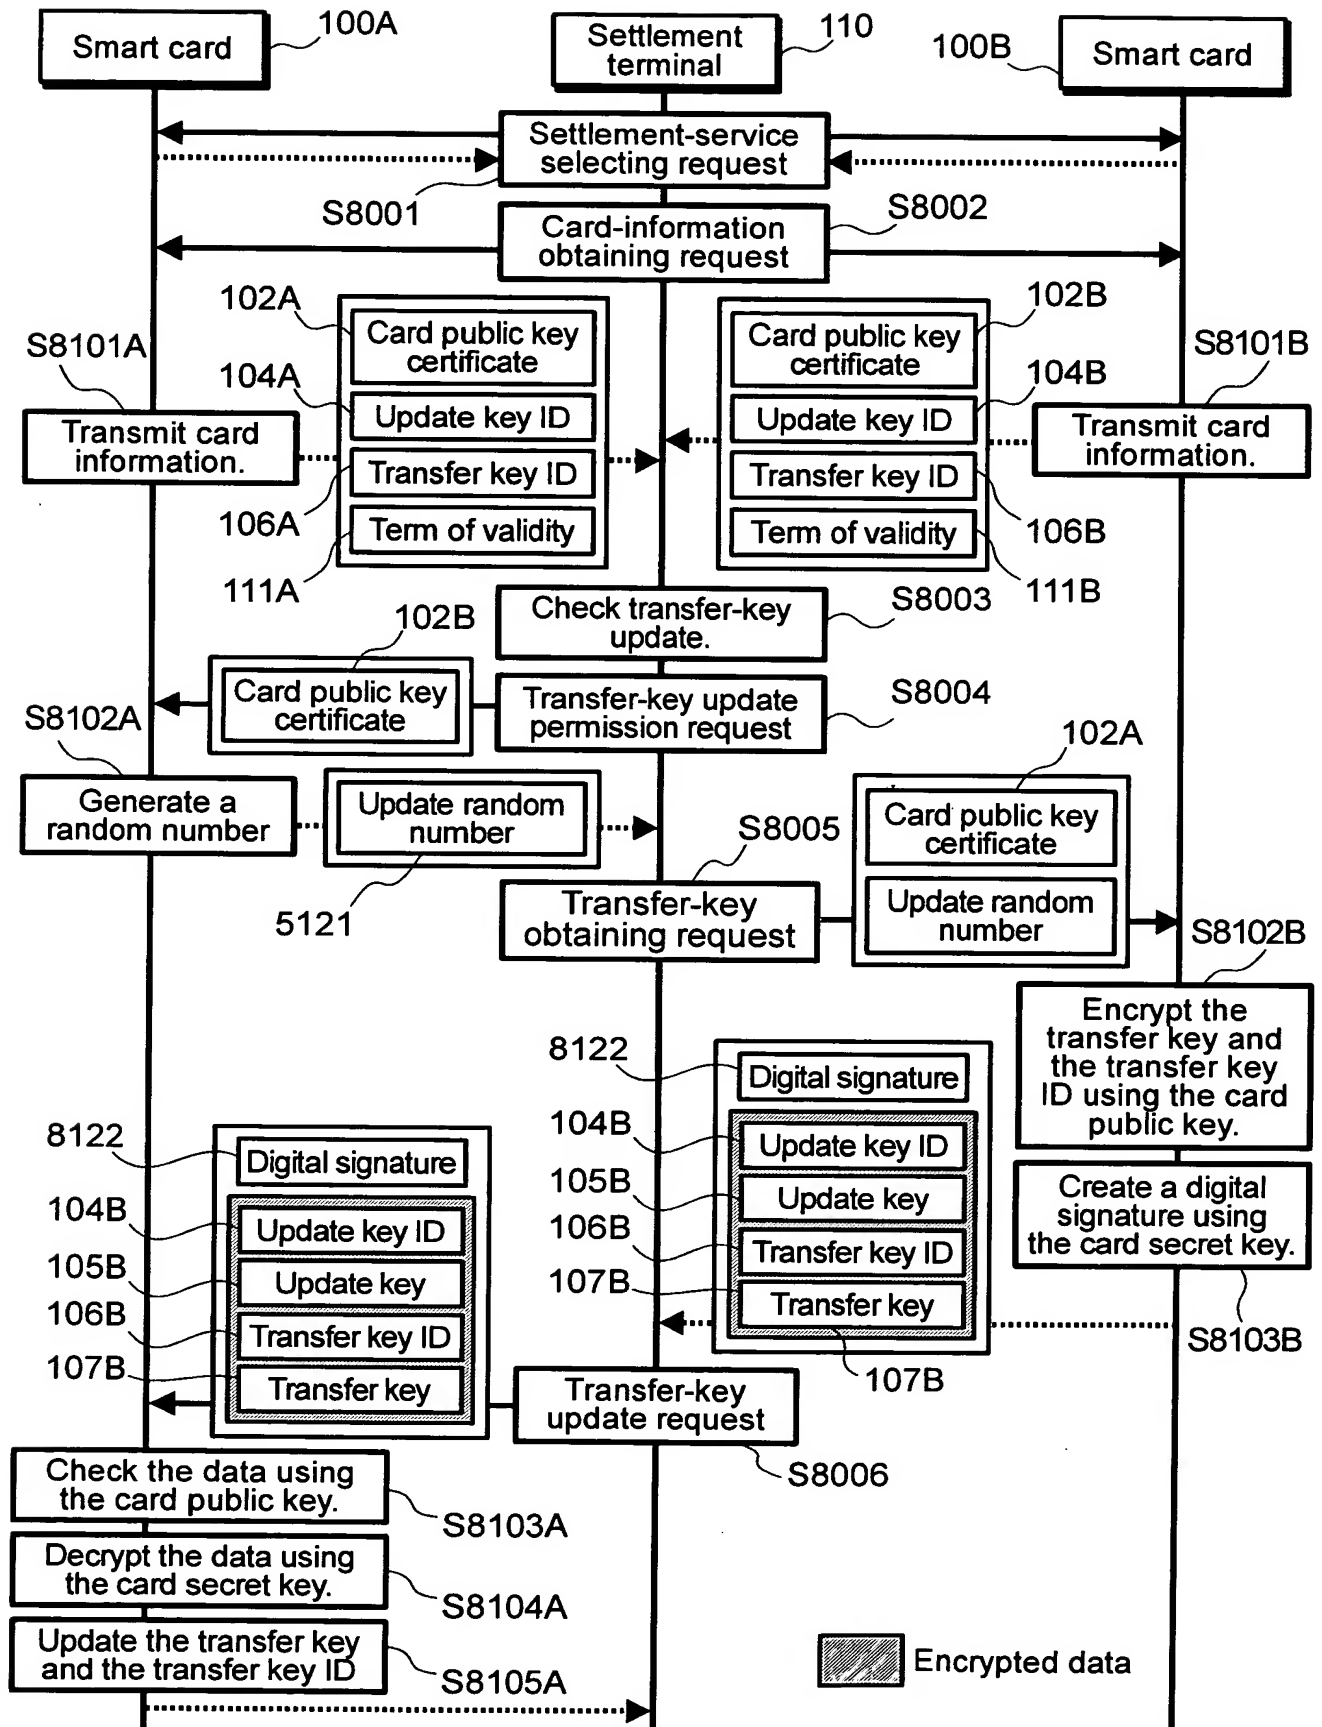 Smart card
100A
Settlement
terminal
110
100B
Smart card
Settlement-service
selecting request
S8001
S8002
Card-information
obtaining request
102A
Card public key
certificate
104A
Update key ID
Transfer key ID
106A
Term of validity
111A
102B
Card public key
certificate
104B
Update key ID
Transfer key ID
106B
Term of validity
111B
S8101A
Transmit card
information.
S8101B
Transmit card
information.
Check transfer-key
update.
S8003
102B
Card public key
certificate
Transfer-key update
permission request
S8004
S8102A
Generate a
random number
Update random
number
5121
102A
Card public key
certificate
Update random
number
S8005
Transfer-key
obtaining request
S8102B
Encrypt the
transfer key and
the transfer key
ID using the card
public key.
8122
Digital signature
104B
Update key ID
105B
Update key
106B
Transfer key ID
107B
Transfer key
107B
Create a digital
signature using
the card secret key.
S8103B
8122
Digital signature
104B
Update key ID
105B
Update key
106B
Transfer key ID
107B
Transfer key
Transfer-key
update request
S8006
Check the data using
the card public key.
S8103A
Decrypt the data using
the card secret key.
S8104A
Update the transfer key
and the transfer key ID
S8105A
Encrypted data